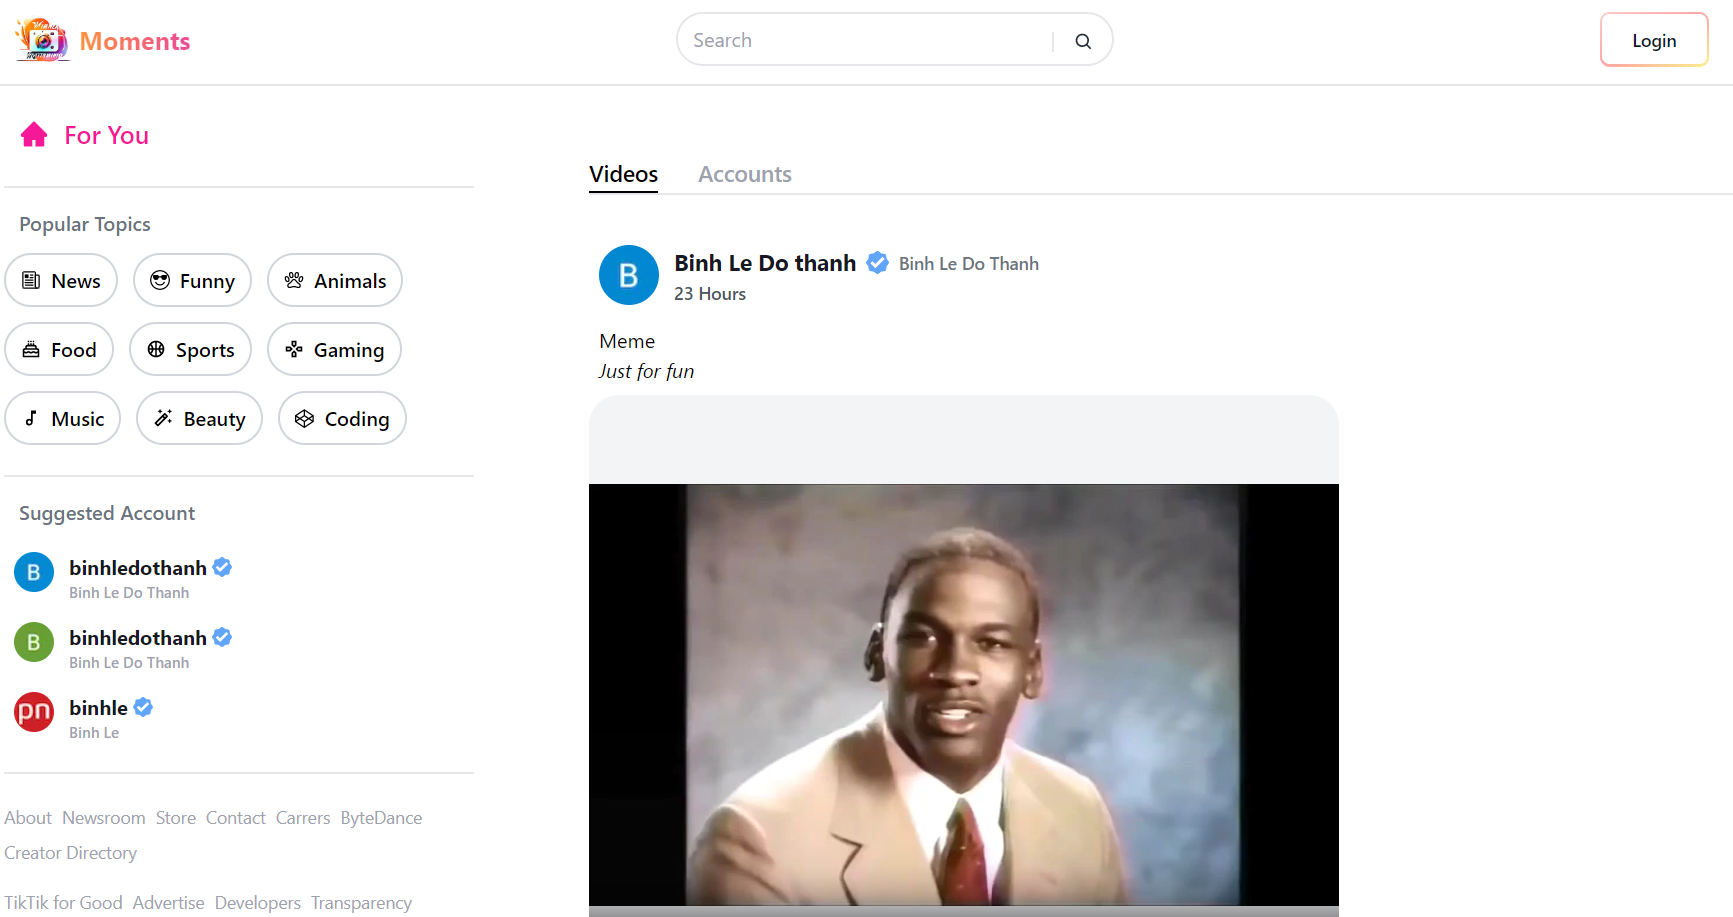 Moments
Search
Login
For You
Videos Accounts
Popular Topics
News Funny Animals
Food Sports Gaming
Music Beauty Coding
Suggested Account
B binhledothanh
Binh Le Do Thanh
B binhledothanh
Binh Le Do Thanh
pn binhle
Binh Le
About Newsroom Store Contact Carrers ByteDance
Creator Directory
TikTik for Good Advertise Developers Transparency
B Binh Le Do thanh Binh Le Do Thanh
23 Hours
Meme
Just for fun